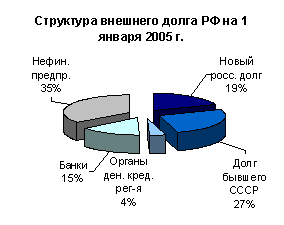 Структура внешнего долга РФ на 1
января 2005 г.
Нефин.
предпр.
35%
Новый
росс. долг
19%
Банки
15%
Органы
ден. кред.
рег-я
4%
Долг
бывшего
СССР
27%